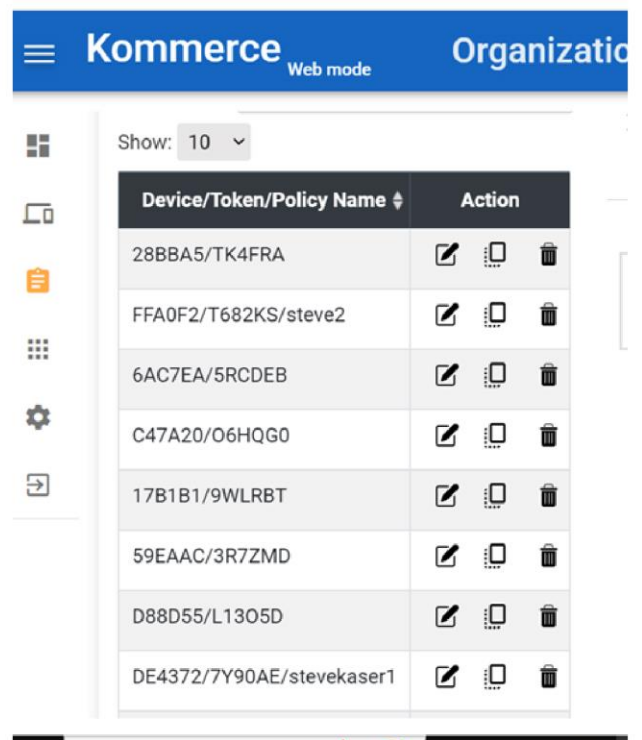 Kommerce Web mode Organizatio
Show: 10
Device/Token/Policy Name Action
28BBA5/TK4FRA
FFA0F2/T682KS/steve2
6AC7EA/5RCDEB
C47A20/O6HQG0
17B1B1/9WLRBT
59EAAC/3R7ZMD
D88D55/L13O5D
DE4372/7Y90AE/stevekaser1